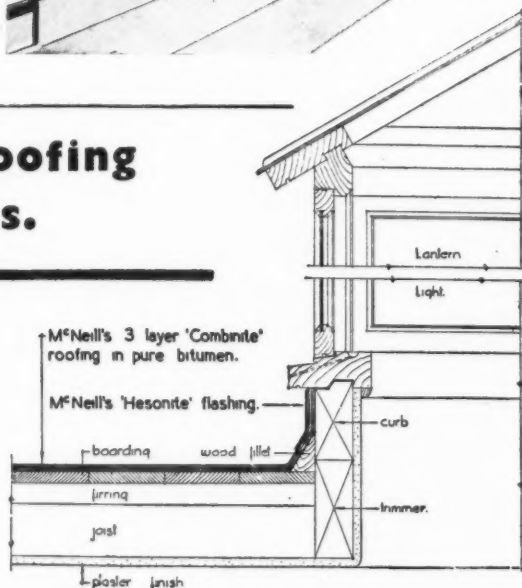 oofing
s.
Lantern
Light.
McNeill's 3 layer 'Combinite'
roofing in pure bitumen.
McNeill's 'Hesonite' flashing.
boarding
wood fillet
curb
firring
joist
trimmer.
plaster finish